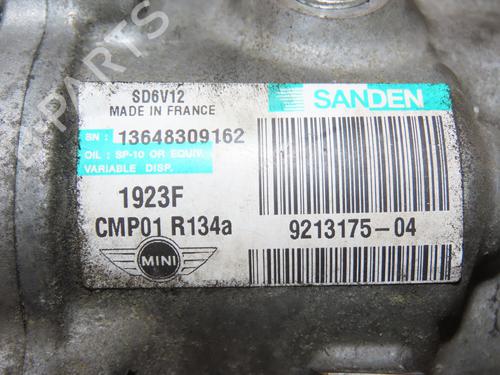 SD6V12
MADE IN FRANCE
SANDEN
SN : 13648309162
OIL : SP-10 OR EQUIV.
VARIABLE DISP.
1923F
CMP01 R134a
9213175-04
MINI